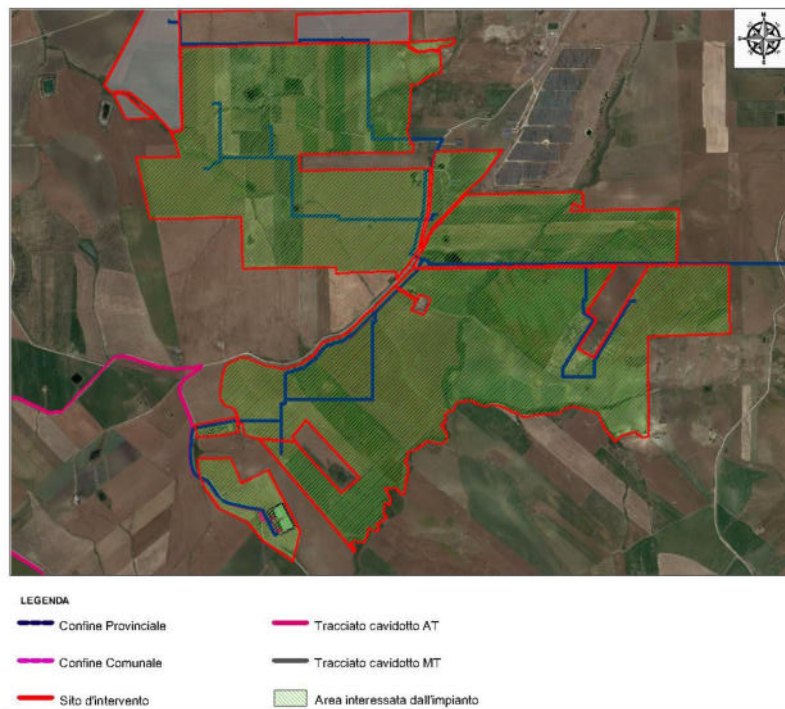 N
LEGENDA
Confine Provinciale
Tracciato cavidotto AT
Confine Comunale
Tracciato cavidotto MT
Sito d'intervento
Area interessata dall'impianto